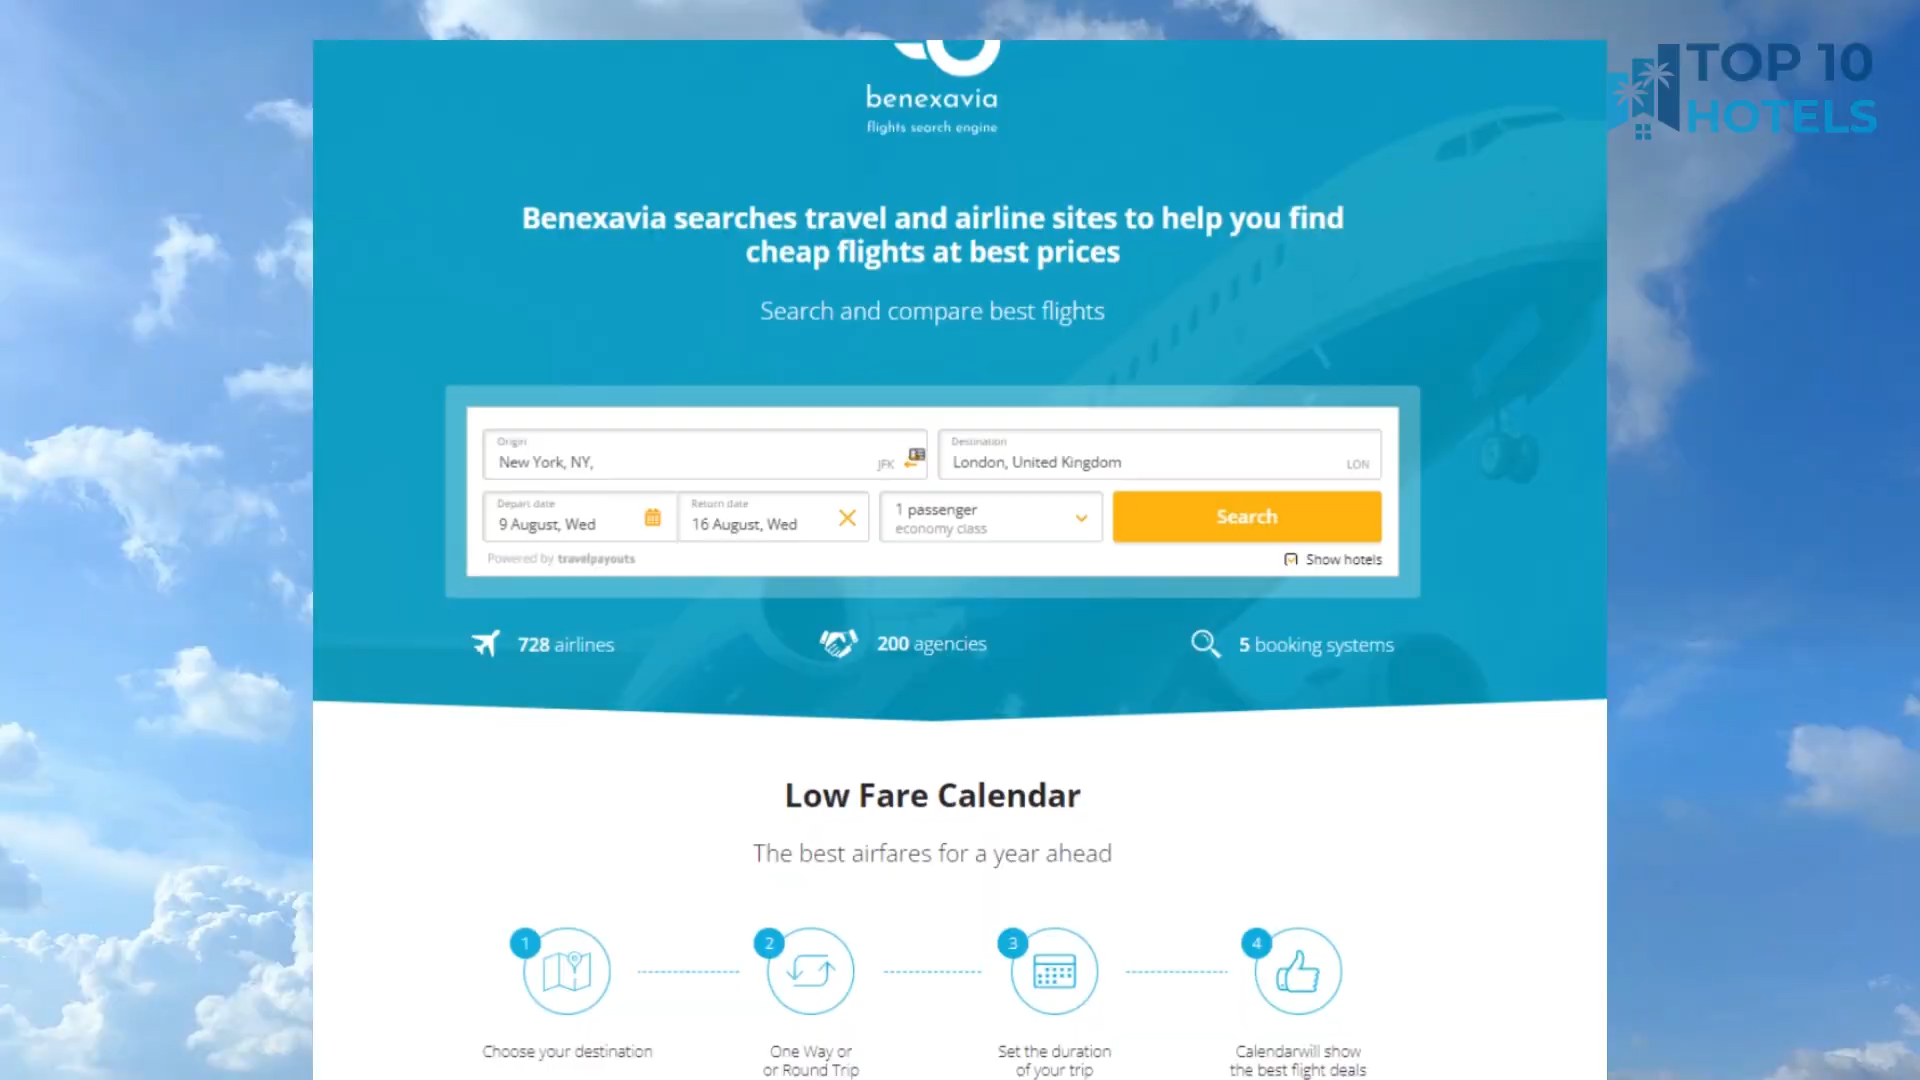 TOP 10
HOTELS
benexavia
flights search engine
Benexavia searches travel and airline sites to help you find
cheap flights at best prices
Search and compare best flights
Origin
New York, NY,
JFK
Destination
London, United Kingdom
LON
Depart date
9 August, Wed
Return date
16 August, Wed
1 passenger
economy class
Search
Powered by travelpayouts
Show hotels
728 airlines
200 agencies
5 booking systems
Low Fare Calendar
The best airfares for a year ahead
1
2
3
4
Choose your destination
One Way or
or Round Trip
Set the duration
of your trip
Calendarwill show
the best flight deals